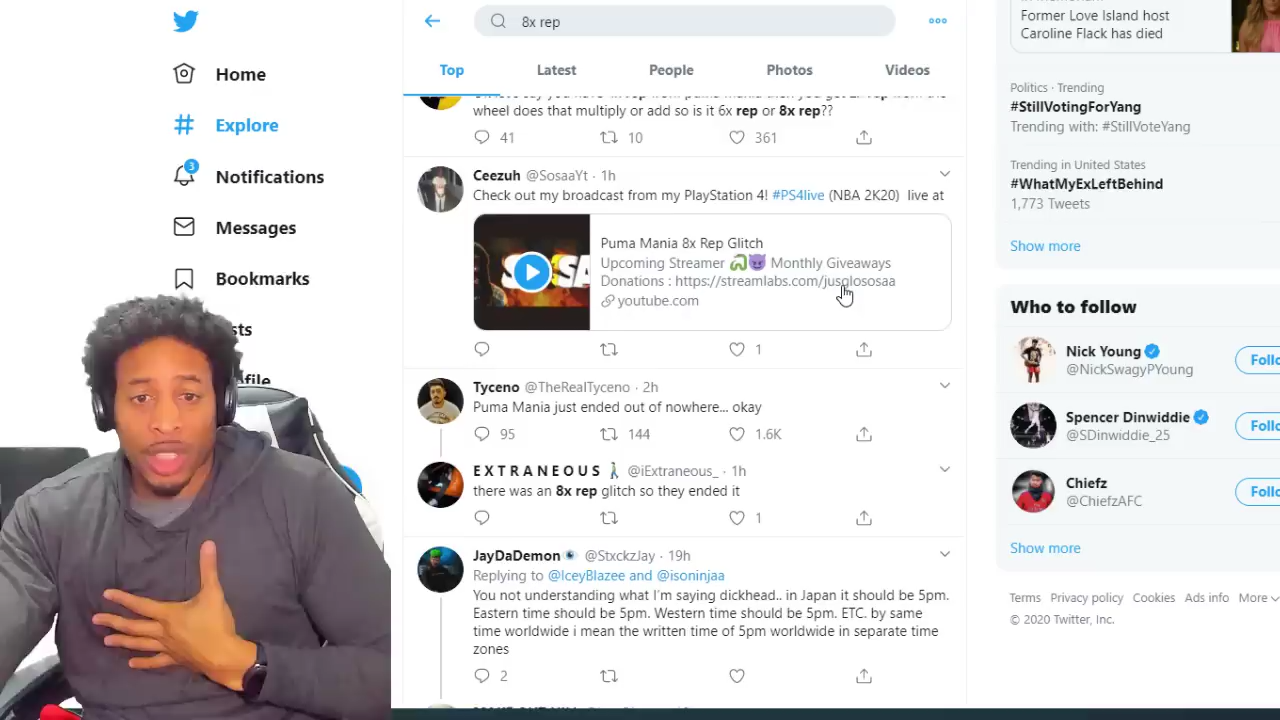 8x rep
Home
Explore
3
Notifications
Messages
Bookmarks
sts
file
Top
Latest
People
Photos
Videos
wheel does that multiply or add so is it 6x rep or 8x rep??
41
10
361
Ceezuh @SosaaYt · 1h
Check out my broadcast from my PlayStation 4! #PS4live (NBA 2K20) live at
Puma Mania 8x Rep Glitch
Upcoming Streamer Monthly Giveaways
Donations : https://streamlabs.com/jusglososaa
youtube.com
1
Tyceno @TheRealTyceno · 2h
Puma Mania just ended out of nowhere... okay
95
144
1.6K
E X T R A N E O U S @iExtraneous_ · 1h
there was an 8x rep glitch so they ended it
1
JayDaDemon @StxckzJay · 19h
Replying to @IceyBlazee and @isoninjaa
You not understanding what I'm saying dickhead.. in Japan it should be 5pm.
Eastern time should be 5pm. Western time should be 5pm. ETC. by same
time worldwide i mean the written time of 5pm worldwide in separate time
zones
2
Former Love Island host
Caroline Flack has died
Politics · Trending
#StillVotingForYang
Trending with: #StillVoteYang
Trending in United States
#WhatMyExLeftBehind
1,773 Tweets
Show more
Who to follow
Nick Young
@NickSwagyPYoung
Follo
Spencer Dinwiddie
@SDinwiddie_25
Follo
Chiefz
@ChiefzAFC
Follo
Show more
Terms Privacy policy Cookies Ads info More
© 2020 Twitter, Inc.